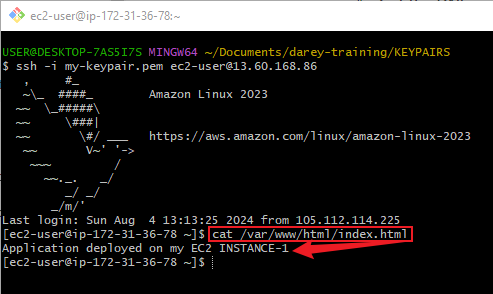 ec2-user@ip-172-31-36-78:~
USER@DESKTOP-7AS5I7S MINGW64 ~/Documents/darey-training/KEYPAIRS
$ ssh -i my-keypair.pem ec2-user@13.60.168.86
   ,     #_
   ~\_  ####_        Amazon Linux 2023
  ~~  \_#####\
  ~~     \###|
  ~~       \#/ ___   https://aws.amazon.com/linux/amazon-linux-2023
   ~~       V~' '->
    ~~~         /
      ~~._.   _/
         _/ _/
       _/m/'
Last login: Sun Aug  4 13:13:25 2024 from 105.112.114.225
[ec2-user@ip-172-31-36-78 ~]$ cat /var/www/html/index.html
Application deployed on my EC2 INSTANCE-1
[ec2-user@ip-172-31-36-78 ~]$